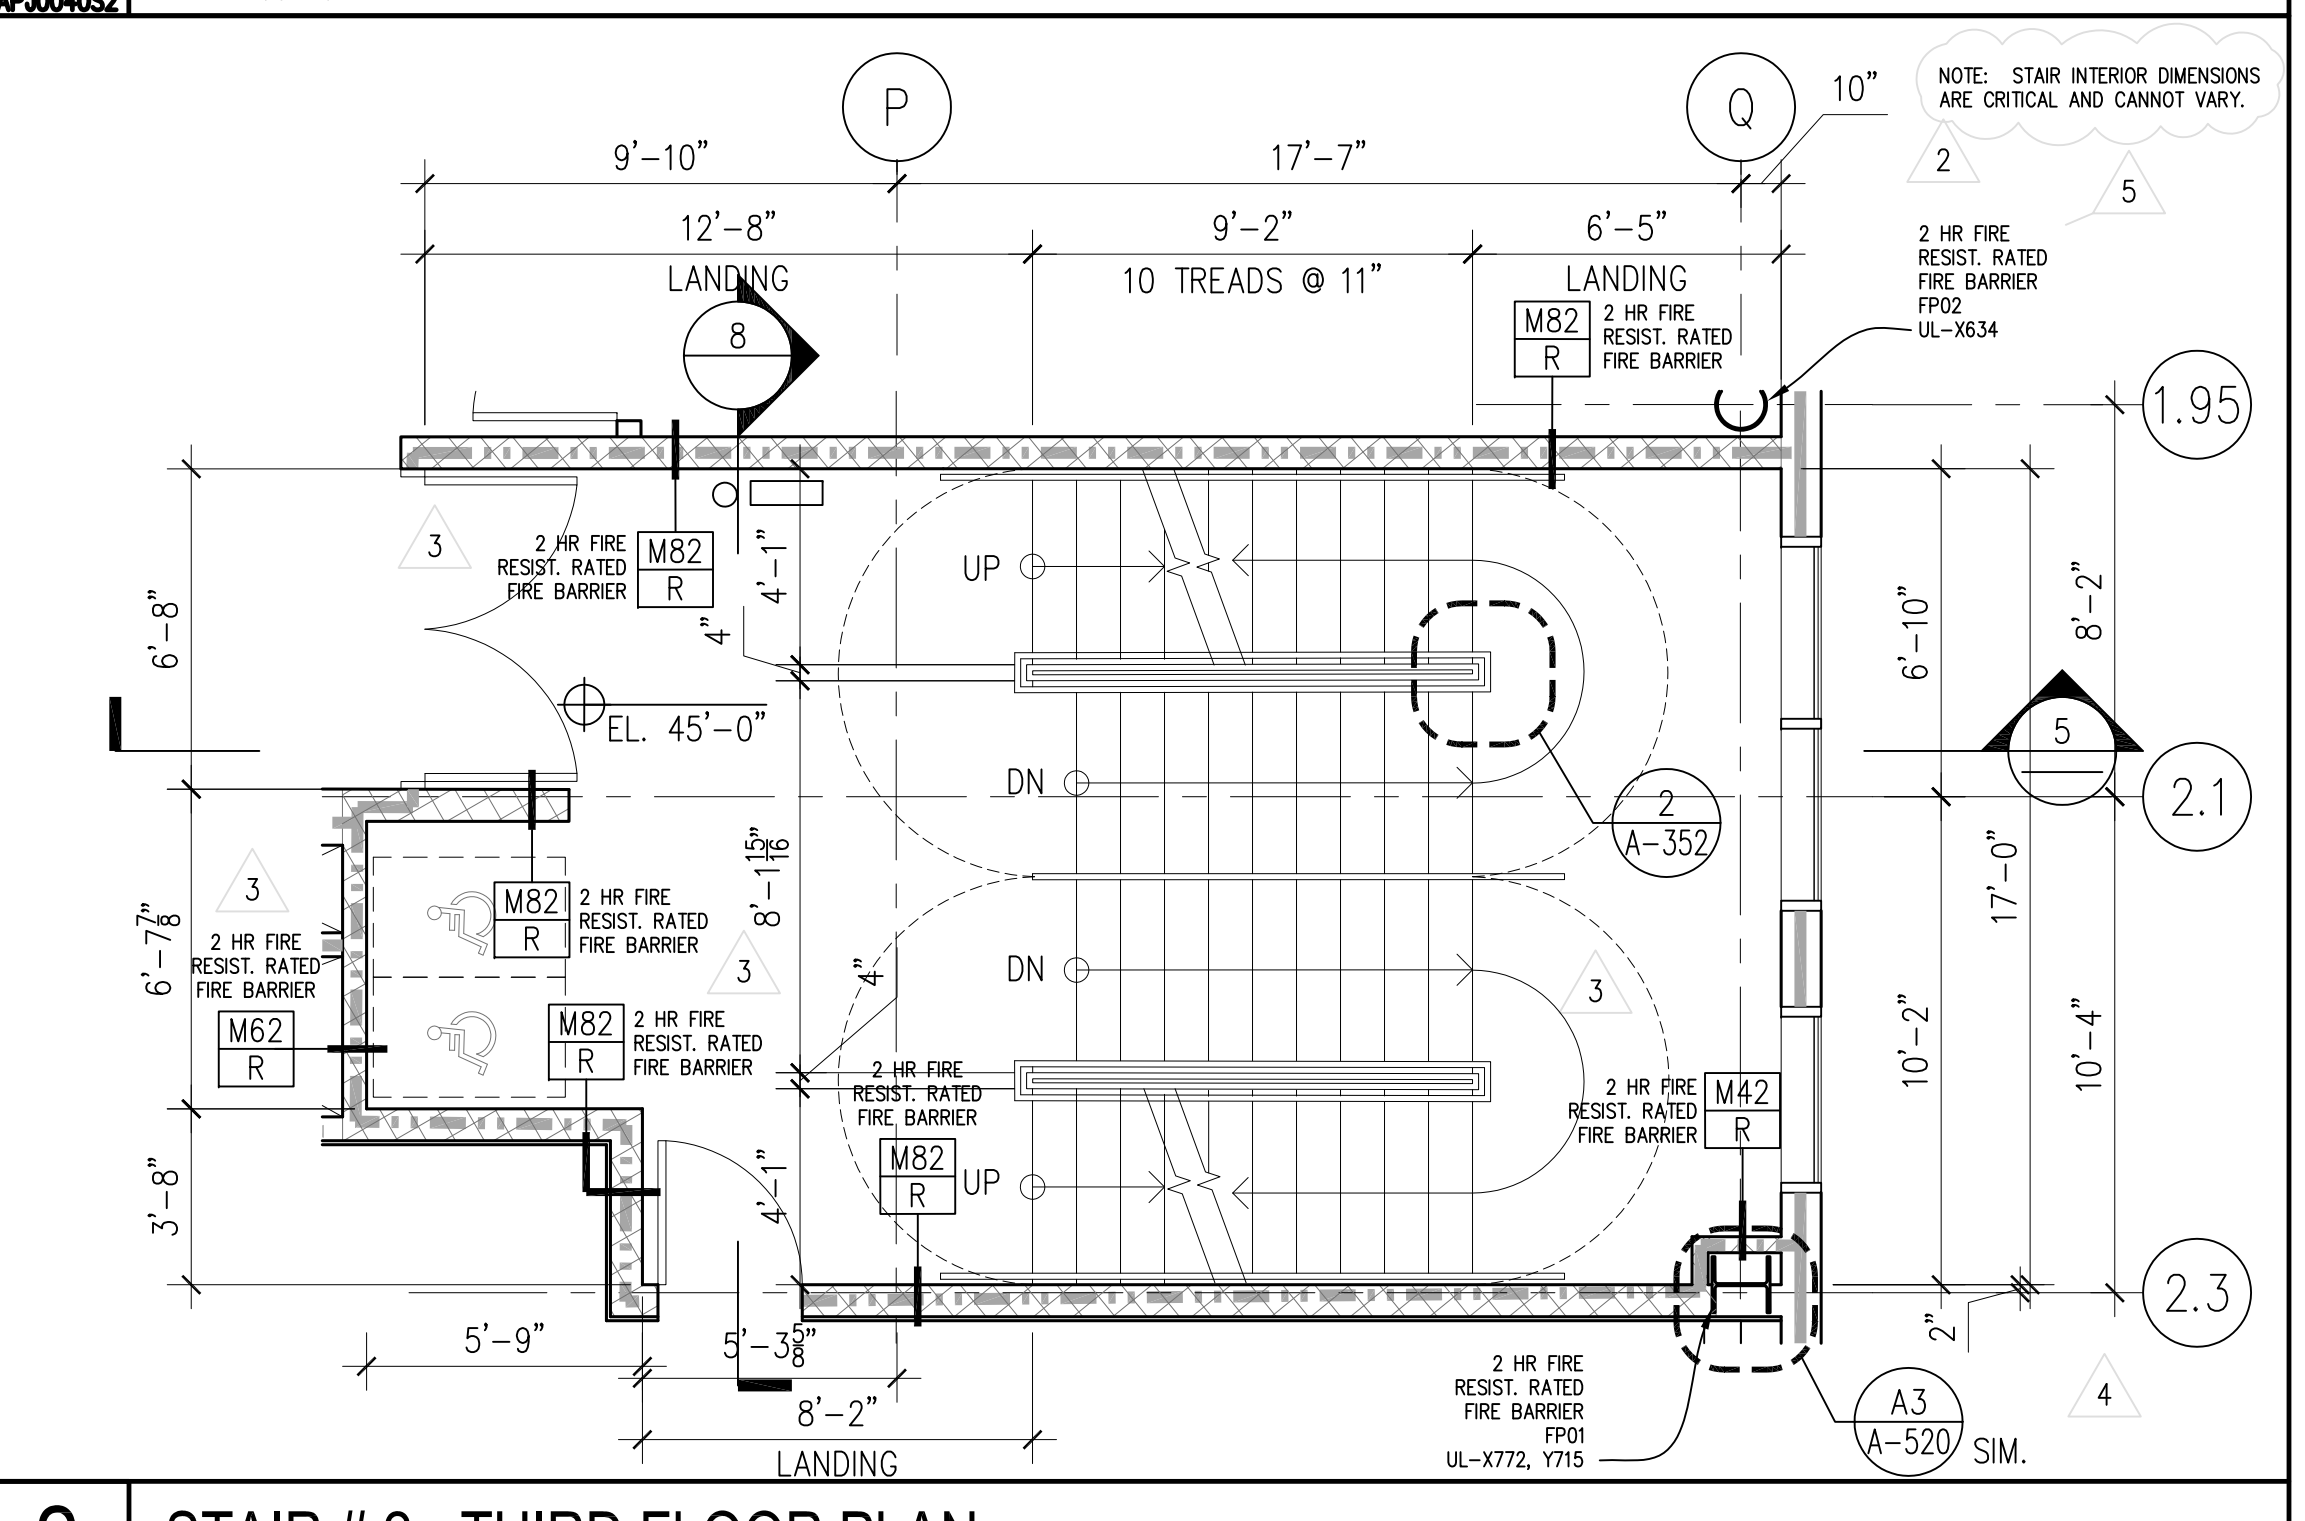 NOTE: STAIR INTERIOR DIMENSIONS
ARE CRITICAL AND CANNOT VARY.
P
Q
10"
2
5
9'-10"
17'-7"
12'-8"
9'-2"
6'-5"
LANDING
10 TREADS @ 11"
LANDING
2 HR FIRE
RESIST. RATED
FIRE BARRIER
FP02
UL-X634
8
M82
R
2 HR FIRE
RESIST. RATED
FIRE BARRIER
1.95
3
2 HR FIRE
RESIST. RATED
FIRE BARRIER
M82
R
4'-1"
4"
UP
6'-8"
6'-10"
8'-2"
EL. 45'-0"
5
DN
2
A-352
2.1
8'-1 15/16"
17'-0"
3
M82
R
2 HR FIRE
RESIST. RATED
FIRE BARRIER
6'-7 7/8"
2 HR FIRE
RESIST. RATED
FIRE BARRIER
M62
R
3
4"
DN
3
M82
R
2 HR FIRE
RESIST. RATED
FIRE BARRIER
10'-2"
10'-4"
2 HR FIRE
RESIST. RATED
FIRE BARRIER
M82
R
UP
2 HR FIRE
RESIST. RATED
FIRE BARRIER
M42
R
3'-8"
4'-1"
2.3
2"
5'-9"
5'-3 5/8"
8'-2"
LANDING
2 HR FIRE
RESIST. RATED
FIRE BARRIER
FP01
UL-X772, Y715
A3
A-520
SIM.
4